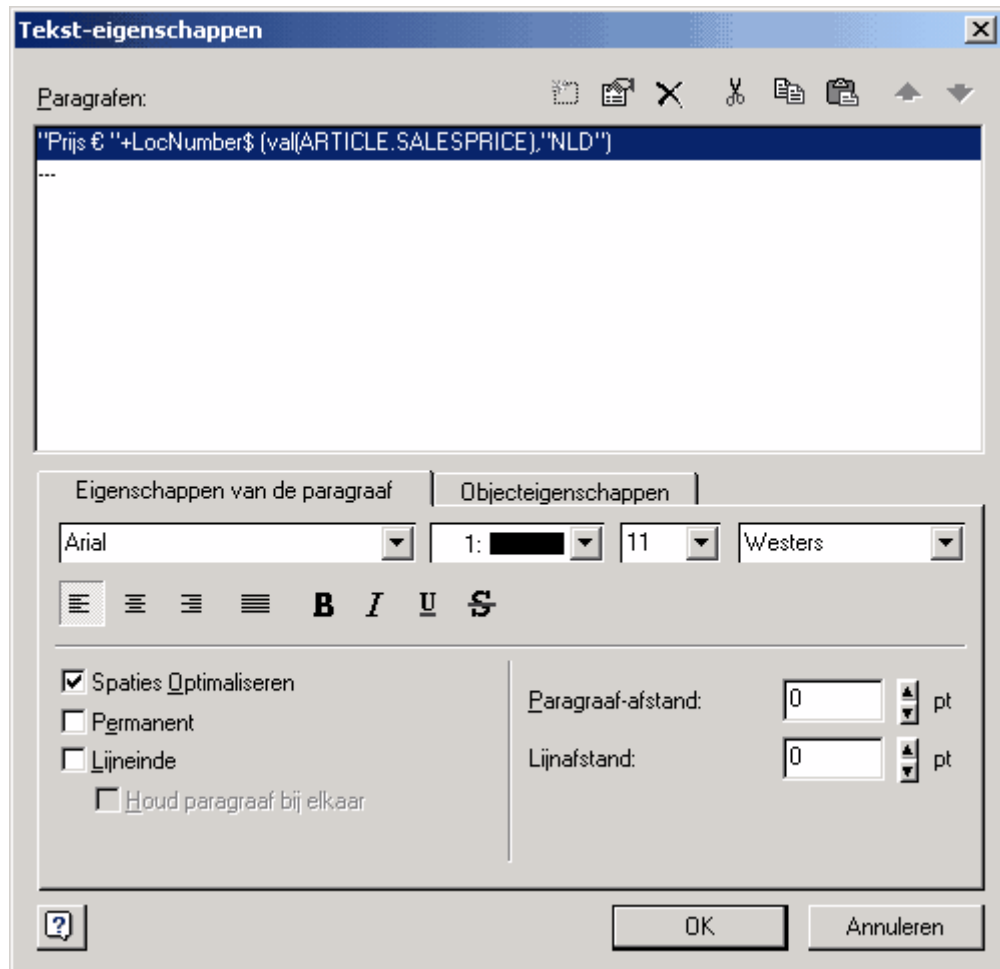 Tekst-eigenschappen
Paragrafen:
"Prijs € "+LocNumber$ (val(ARTICLE.SALESPRICE),"NLD")
---
Eigenschappen van de paragraaf
Objecteigenschappen
Arial 1: 11 Westers
B I U S
Spaties Optimaliseren
Permanent
Lijneinde
Houd paragraaf bij elkaar
Paragraaf-afstand: 0 pt
Lijnafstand: 0 pt
? OK Annuleren